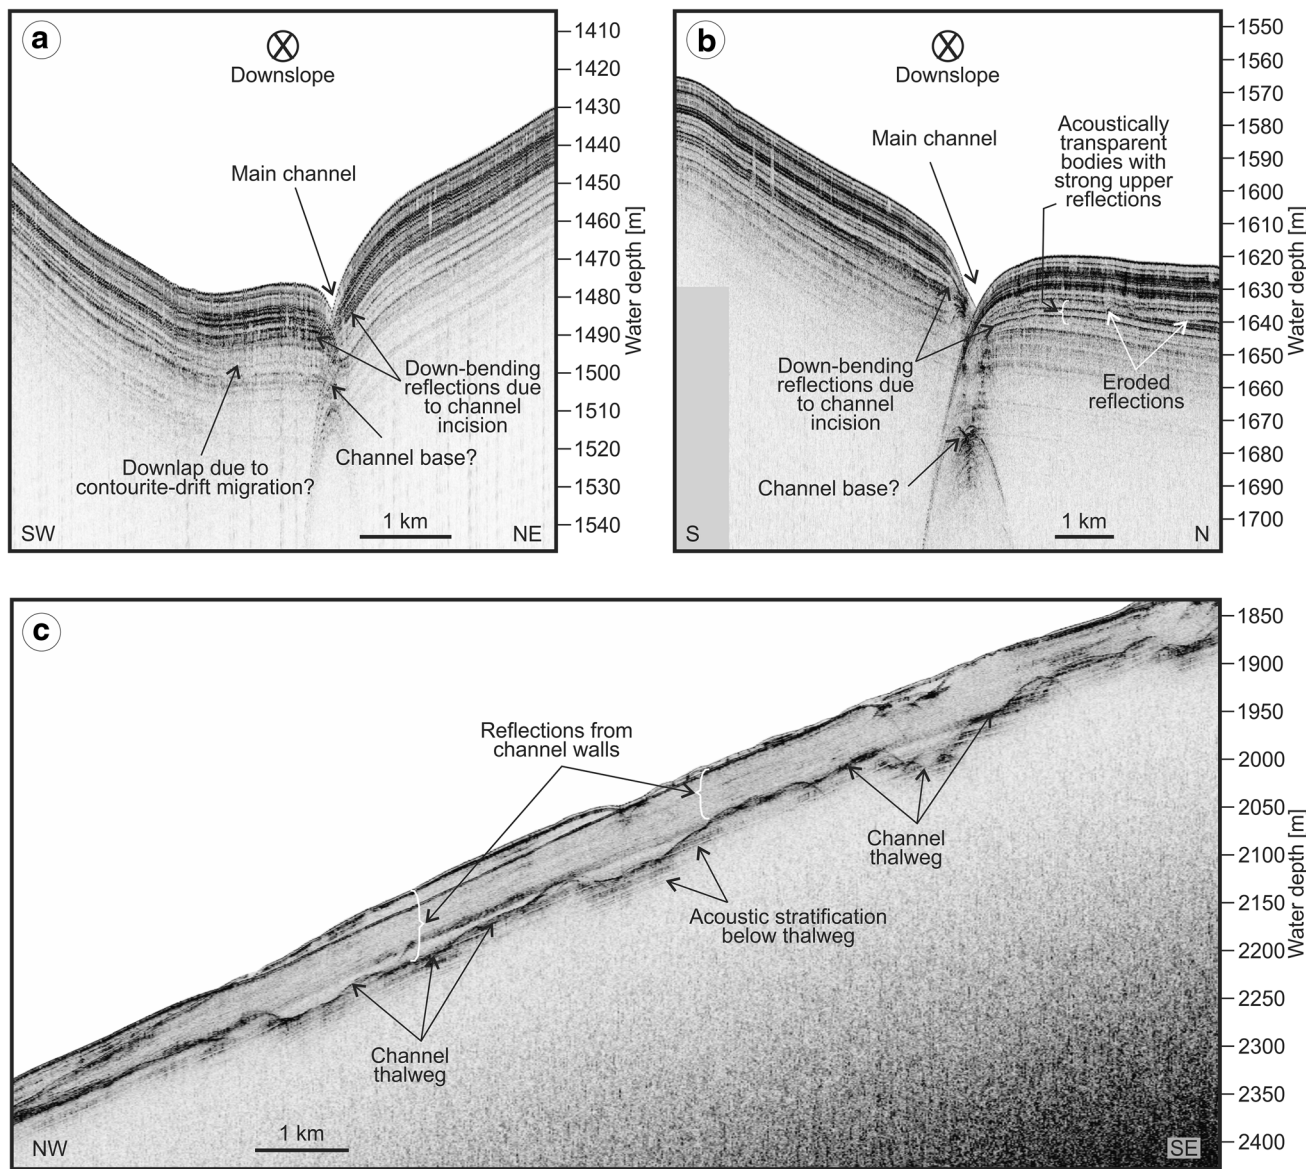 a
Downslope
Main channel
Down-bending
reflections due
to channel
incision
Channel base?
Downlap due to
contourite-drift migration?
1 km
SW
NE
1410
1420
1430
1440
1450
1460
1470
1480
1490
1500
1510
1520
1530
1540
Water depth [m]
b
Downslope
Main channel
Acoustically
transparent
bodies with
strong upper
reflections
Down-bending
reflections due
to channel
incision
Eroded
reflections
Channel base?
1 km
S
N
1550
1560
1570
1580
1590
1600
1610
1620
1630
1640
1650
1660
1670
1680
1690
1700
Water depth [m]
c
Reflections from
channel walls
Channel
thalweg
Acoustic stratification
below thalweg
Channel
thalweg
1 km
NW
SE
1850
1900
1950
2000
2050
2100
2150
2200
2250
2300
2350
2400
Water depth [m]